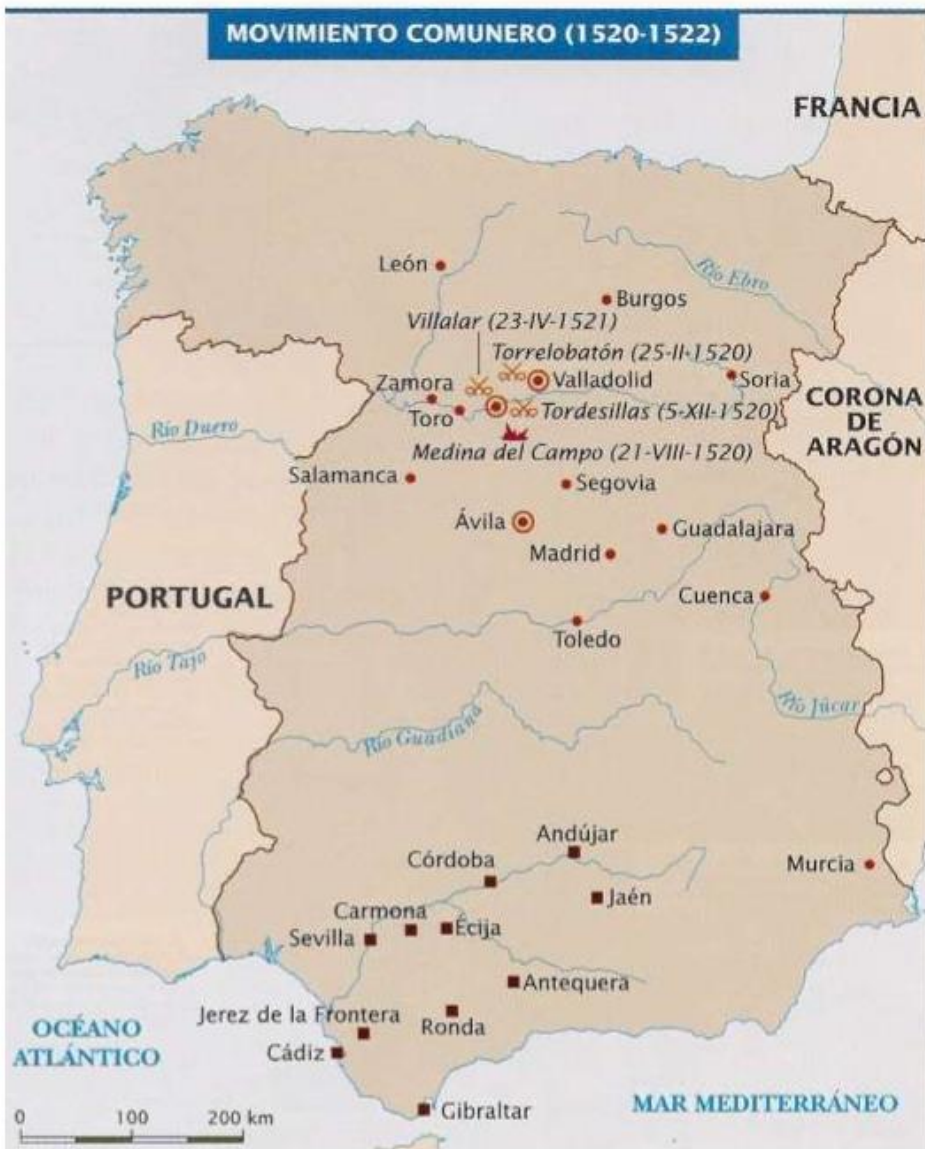 MOVIMIENTO COMUNERO (1520-1522)
FRANCIA
León
Río Ebro
Burgos
Villalar (23-IV-1521)
Torrelobatón (25-II-1520)
Valladolid
Soria
Zamora
Toro
Tordesillas (5-XII-1520)
CORONA
DE
ARAGÓN
Río Duero
Medina del Campo (21-VIII-1520)
Salamanca
Segovia
Ávila
Guadalajara
Madrid
PORTUGAL
Cuenca
Toledo
Río Tajo
Río Júcar
Río Guadiana
Andújar
Córdoba
Murcia
Jaén
Carmona
Écija
Sevilla
Antequera
Jerez de la Frontera
Ronda
OCÉANO
ATLÁNTICO
Cádiz
Gibraltar
MAR MEDITERRÁNEO
0 100 200 km